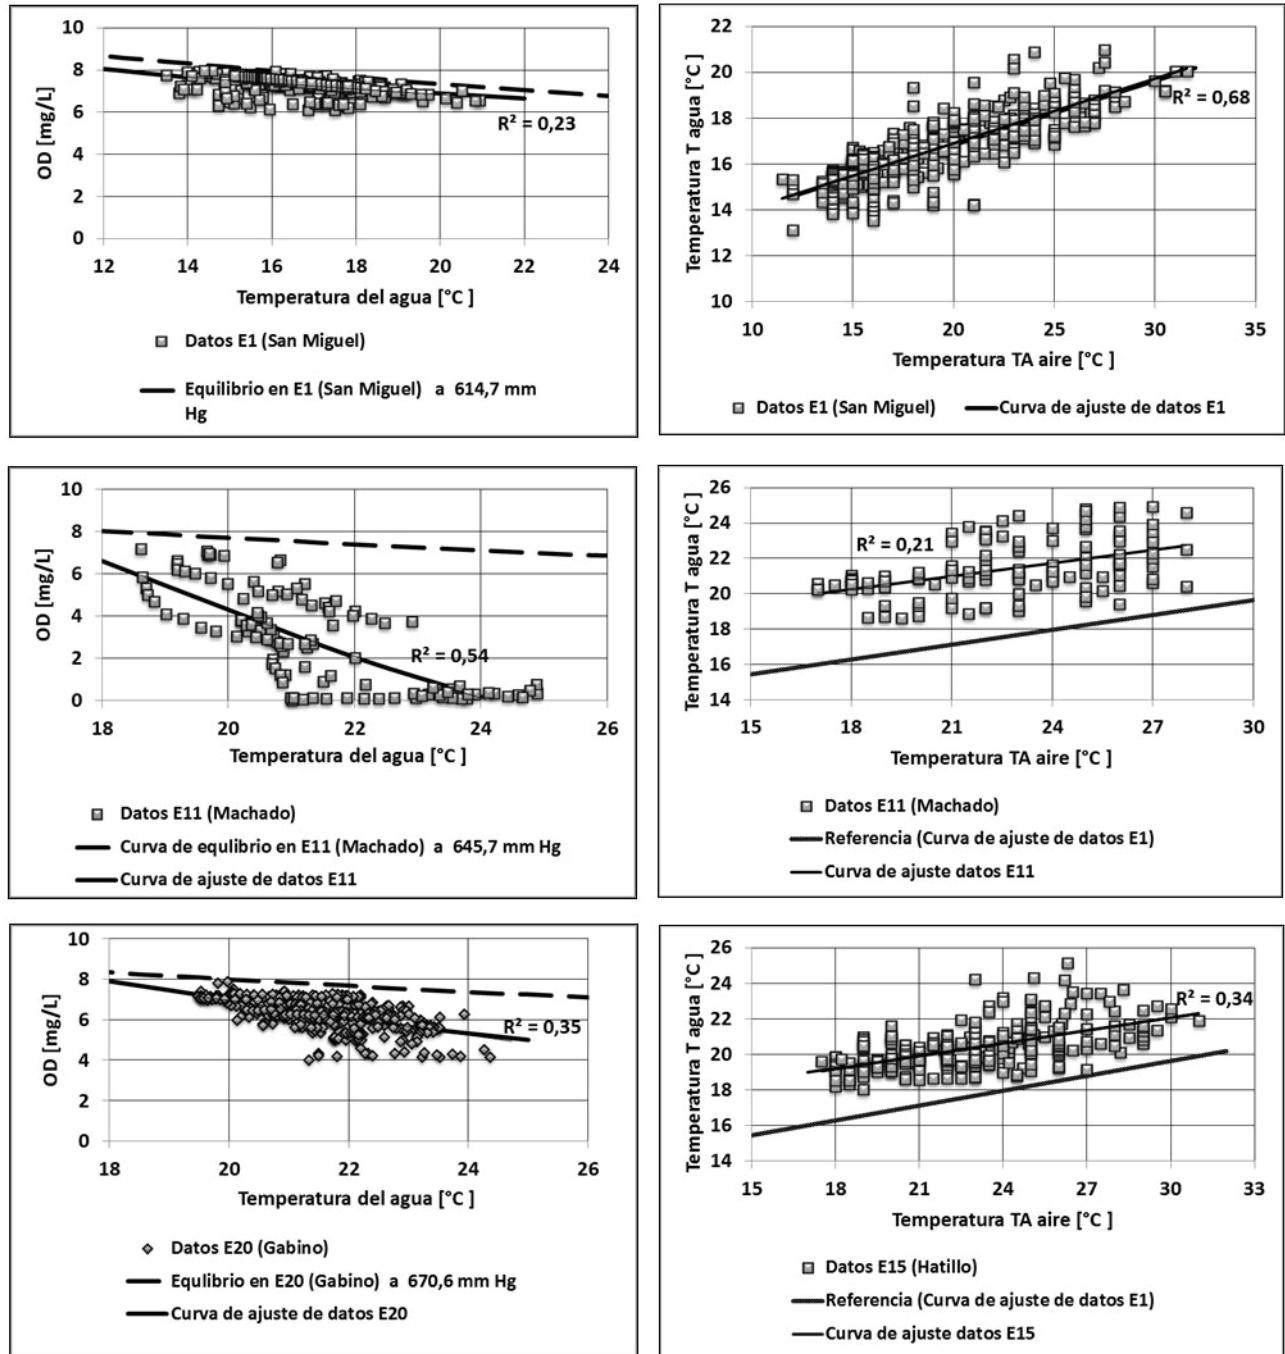 10
8
6
4
2
0
OD [mg/L]
R² = 0,23
12 14 16 18 20 22 24
Temperatura del agua [°C ]
Datos E1 (San Miguel)
Equilibrio en E1 (San Miguel) a 614,7 mm
Hg
22
20
18
16
14
12
10
Temperatura T agua [°C]
R² = 0,68
10 15 20 25 30 35
Temperatura TA aire [°C ]
Datos E1 (San Miguel) Curva de ajuste de datos E1
10
8
6
4
2
0
OD [mg/L]
R² = 0,54
18 20 22 24 26
Temperatura del agua [°C ]
Datos E11 (Machado)
Curva de equlibrio en E11 (Machado) a 645,7 mm Hg
Curva de ajuste de datos E11
26
24
22
20
18
16
14
Temperatura T agua [°C]
R² = 0,21
15 18 21 24 27 30
Temperatura TA aire [°C ]
Datos E11 (Machado)
Referencia (Curva de ajuste de datos E1)
Curva de ajuste datos E11
10
8
6
4
2
0
OD [mg/L]
R² = 0,35
18 20 22 24 26
Temperatura del agua [°C ]
Datos E20 (Gabino)
Equlibrio en E20 (Gabino) a 670,6 mm Hg
Curva de ajuste de datos E20
26
24
22
20
18
16
14
Temperatura T agua [°C]
R² = 0,34
15 18 21 24 27 30 33
Temperatura TA aire [°C ]
Datos E15 (Hatillo)
Referencia (Curva de ajuste de datos E1)
Curva de ajuste datos E15